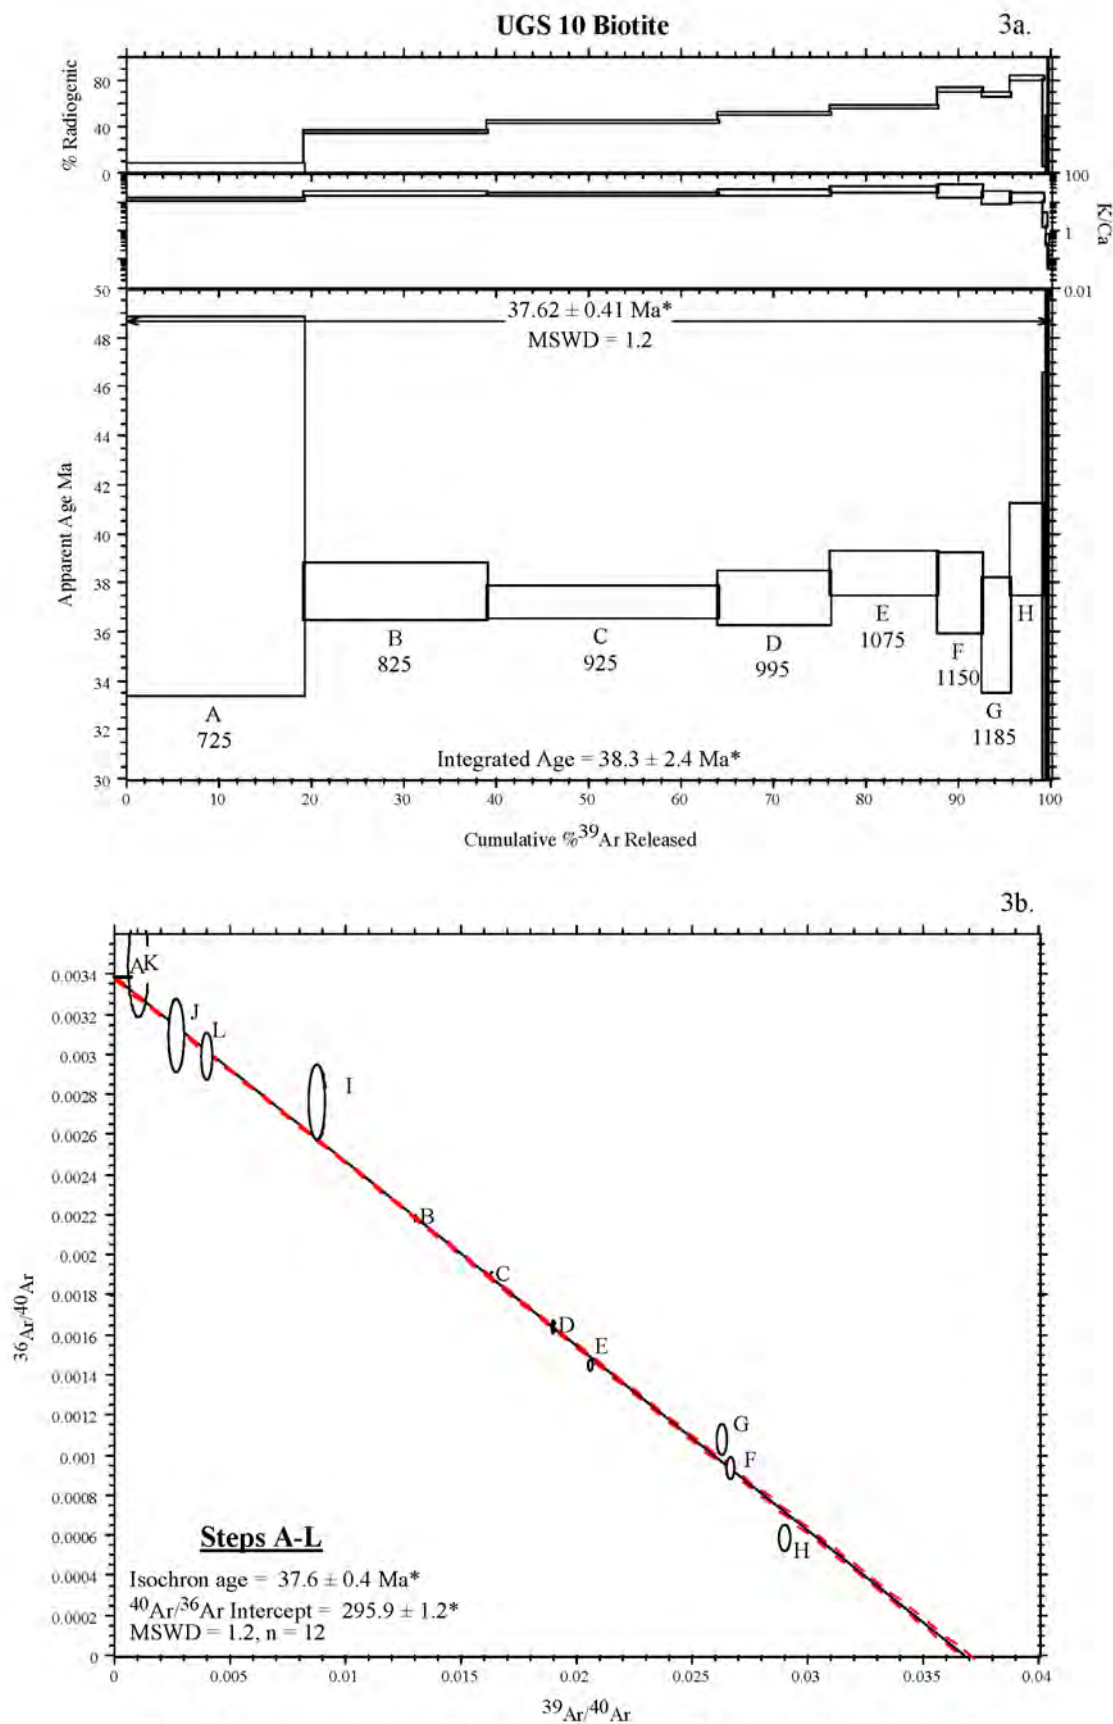 UGS 10 Biotite
3a.
% Radiogenic
80
40
0
100
1
0.01
K/Ca
50
48
46
44
42
40
38
36
34
32
30
Apparent Age Ma
37.62 ± 0.41 Ma*
MSWD = 1.2
A
725
B
825
C
925
D
995
E
1075
F
1150
G
1185
H
Integrated Age = 38.3 ± 2.4 Ma*
0 10 20 30 40 50 60 70 80 90 100
Cumulative %39Ar Released
3b.
36Ar/40Ar
0.0034
0.0032
0.003
0.0028
0.0026
0.0024
0.0022
0.002
0.0018
0.0016
0.0014
0.0012
0.001
0.0008
0.0006
0.0004
0.0002
0
A K
J
L
I
B
C
D
E
G
F
H
Steps A-L
Isochron age = 37.6 ± 0.4 Ma*
40Ar/36Ar Intercept = 295.9 ± 1.2*
MSWD = 1.2, n = 12
0 0.005 0.01 0.015 0.02 0.025 0.03 0.035 0.04
39Ar/40Ar